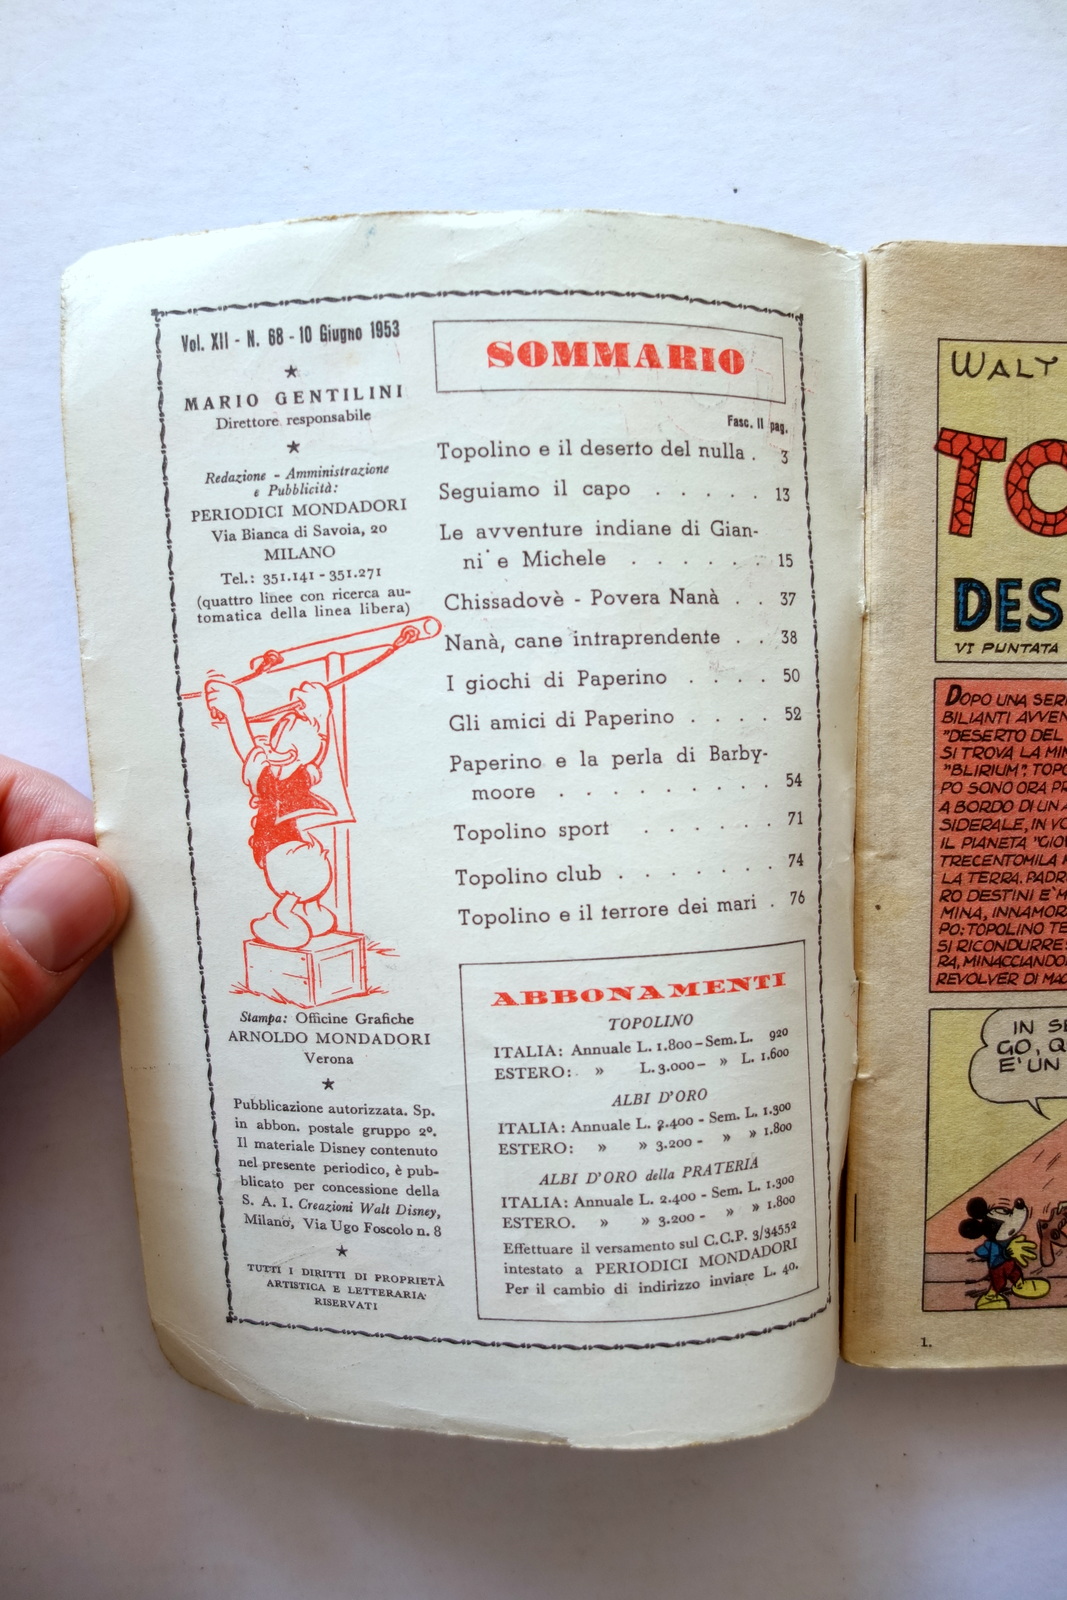 Vol. XII - N. 68 - 10 Giugno 1953
★
MARIO GENTILINI
Direttore responsabile
★
Redazione - Amministrazione
e Pubblicità:
PERIODICI MONDADORI
Via Bianca di Savoia, 20
MILANO
Tel.: 351.141 - 351.271
(quattro linee con ricerca au-
tomatica della linea libera)
Stampa: Officine Grafiche
ARNOLDO MONDADORI
Verona
★
Pubblicazione autorizzata. Sp.
in abbon. postale gruppo 2º.
Il materiale Disney contenuto
nel presente periodico, è pub-
blicato per concessione della
S. A. I. Creazioni Walt Disney,
Milano, Via Ugo Foscolo n. 8
★
TUTTI I DIRITTI DI PROPRIETÀ
ARTISTICA E LETTERARIA
RISERVATI
SOMMARIO
Fasc. II pag.
Topolino e il deserto del nulla . 3
Seguiamo il capo . . . . . 13
Le avventure indiane di Gian-
ni e Michele . . . . . . 15
Chissadovè - Povera Nanà . . 37
Nanà, cane intraprendente . . 38
I giochi di Paperino . . . . 50
Gli amici di Paperino . . . . 52
Paperino e la perla di Barby-
moore . . . . . . . . . 54
Topolino sport . . . . . . 71
Topolino club . . . . . . . 74
Topolino e il terrore dei mari . 76
ABBONAMENTI
TOPOLINO
ITALIA: Annuale L. 1.800 - Sem. L. 920
ESTERO: » L. 3.000 - » L. 1.600
ALBI D'ORO
ITALIA: Annuale L. 2.400 - Sem. L. 1.300
ESTERO: » » 3.200 - » » 1.800
ALBI D'ORO della PRATERIA
ITALIA: Annuale L. 2.400 - Sem. L. 1.300
ESTERO. » » 3.200 - » » 1.800
Effettuare il versamento sul C.C.P. 3/34552
intestato a PERIODICI MONDADORI
Per il cambio di indirizzo inviare L. 40.
WALT
TO
DES
VI PUNTATA
DOPO UNA SER
BILIANTI AVVEN
"DESERTO DEL
SI TROVA LA MIN
"BLIRIUM", TOPO
PO SONO ORA PR
A BORDO DI UN'A
SIDERALE, IN VO
IL PIANETA "GIOV
TRECENTOMILA K
LA TERRA. PADR
RO DESTINI E' M
MINA, INNAMOR
PO: TOPOLINO TE
SI RICONDURRE
RA, MINACCIANDO
REVOLVER DI MAC
IN SE
GO, Q
E' UN
1.